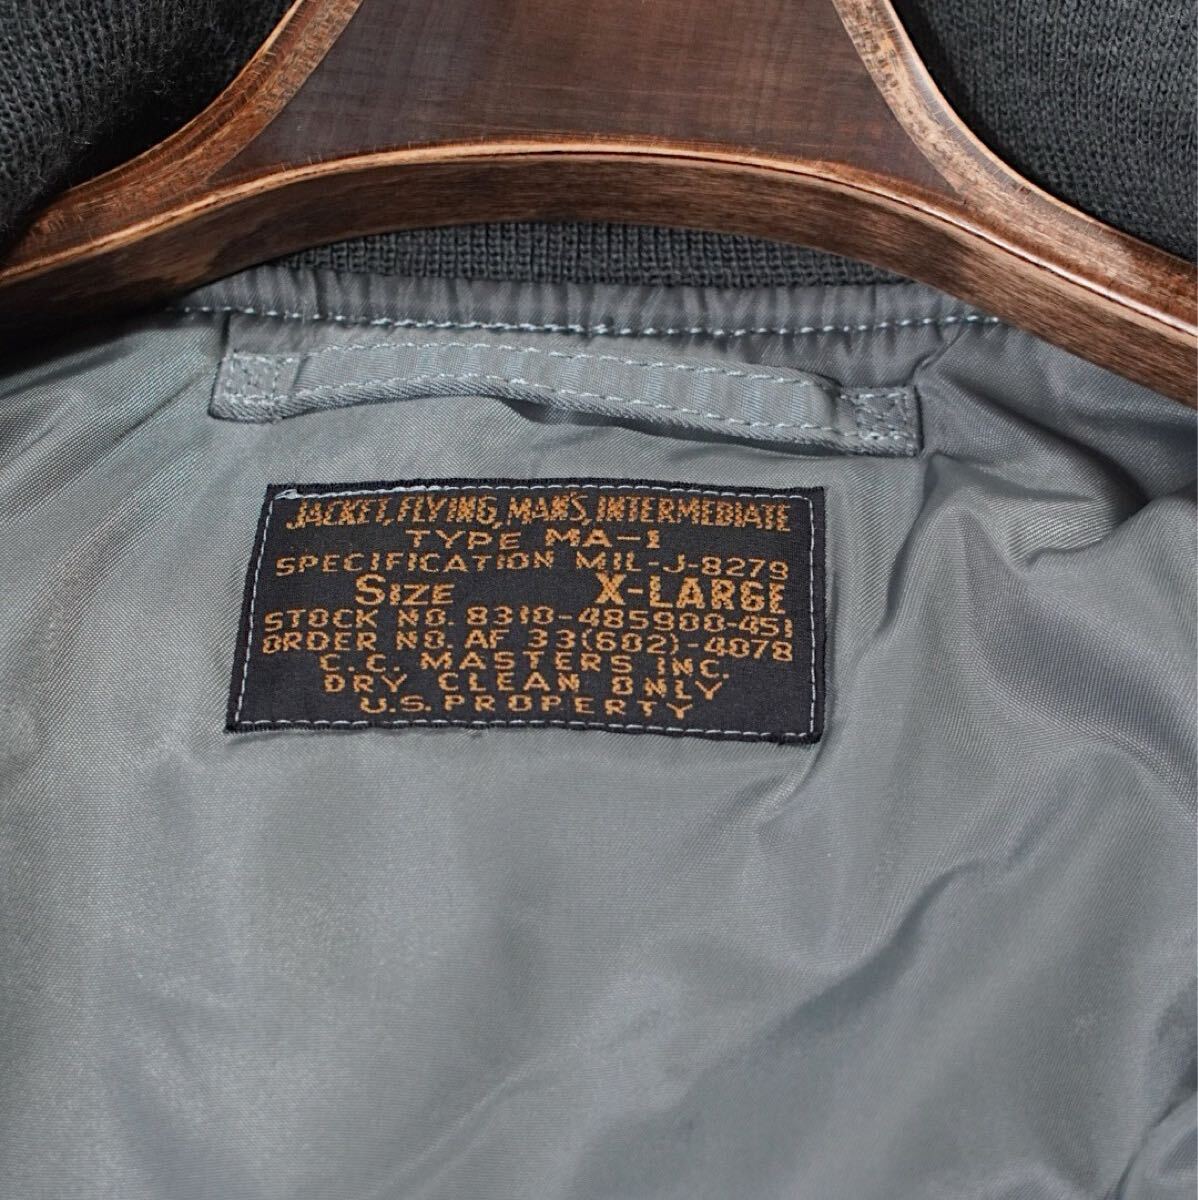 JACKET, FLYING, MAN'S, INTERMEDIATE
TYPE MA-1
SPECIFICATION MIL-J-8279
SIZE X-LARGE
STOCK NO. 8310-485900-451
ORDER NO. AF 33(602)-4078
C.C. MASTERS INC.
DRY CLEAN ONLY
U.S. PROPERTY